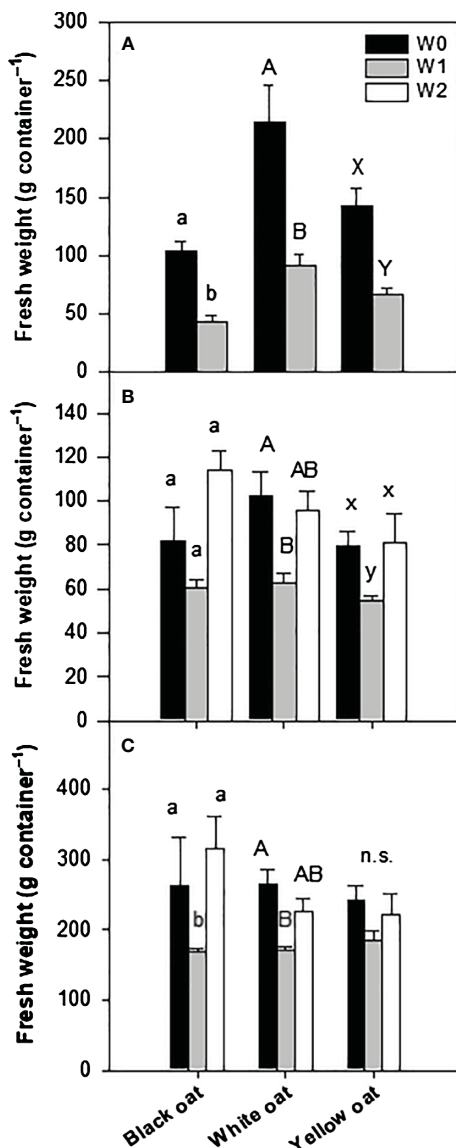 A
W0
W1
W2
Fresh weight (g container⁻¹)
300
250
200
150
100
50
0
a
b
A
B
X
Y
B
Fresh weight (g container⁻¹)
140
120
100
80
60
40
20
0
a
a
a
A
B
AB
x
y
x
C
Fresh weight (g container⁻¹)
400
300
200
100
0
a
b
a
A
B
AB
n.s.
Black oat
White oat
Yellow oat